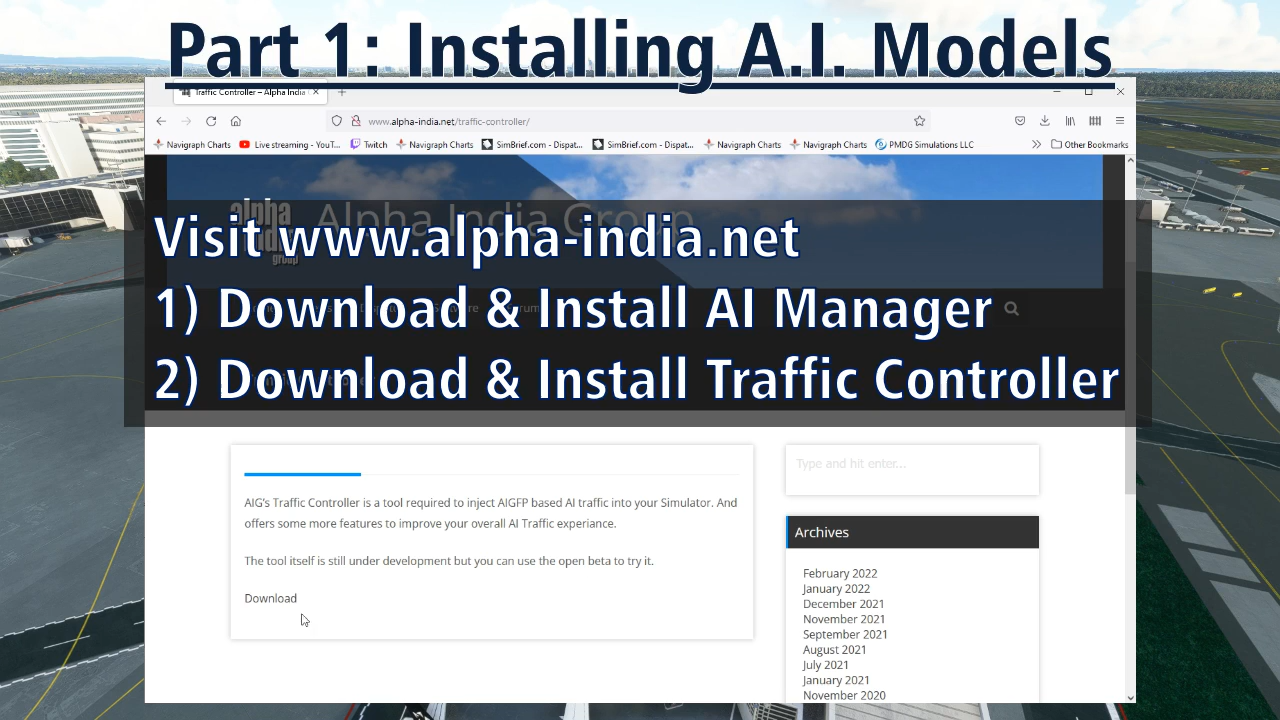 Part 1: Installing A.I. Models
Traffic Controller – Alpha India
www.alpha-india.net/traffic-controller/
Navigraph Charts
Live streaming - YouT...
Twitch
Navigraph Charts
SimBrief.com - Dispat...
SimBrief.com - Dispat...
Navigraph Charts
Navigraph Charts
PMDG Simulations LLC
Other Bookmarks
alpha
india
group
Alpha India Group
Visit www.alpha-india.net
1) Download & Install AI Manager
2) Download & Install Traffic Controller
AIG's Traffic Controller is a tool required to inject AIGFP based AI traffic into your Simulator. And
offers some more features to improve your overall AI Traffic experiance.
The tool itself is still under development but you can use the open beta to try it.
Download
Type and hit enter...
Archives
February 2022
January 2022
December 2021
November 2021
September 2021
August 2021
July 2021
January 2021
November 2020